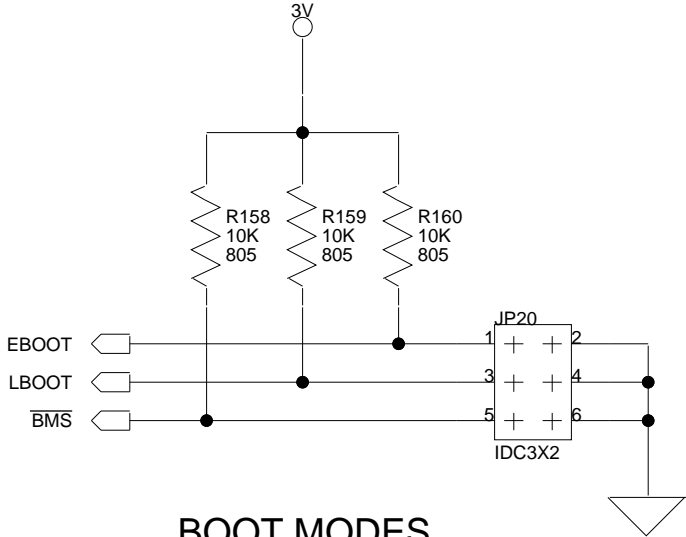 3V
R158 R159 R160
10K 10K 10K
805 805 805
JP20
EBOOT 1 2
LBOOT 3 4
BMS 5 6
IDC3X2
BOOT MODES